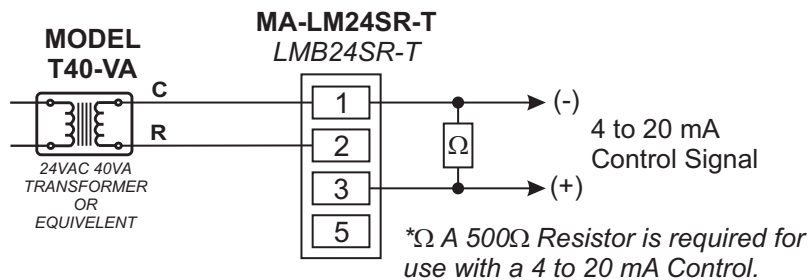 MODEL
T40-VA
MA-LM24SR-T
LMB24SR-T
C
R
1
2
3
5
Ω
(-)
(+)
4 to 20 mA
Control Signal
24VAC 40VA
TRANSFORMER
OR
EQUIVELENT
*Ω A 500Ω Resistor is required for
use with a 4 to 20 mA Control.